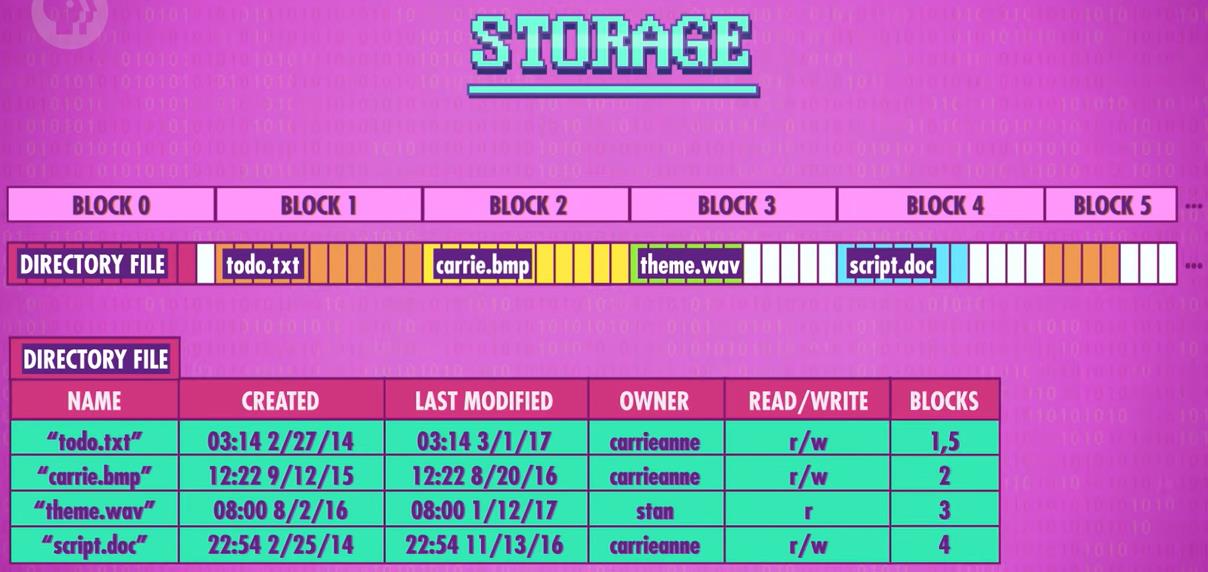 STORAGE
BLOCK 0 BLOCK 1 BLOCK 2 BLOCK 3 BLOCK 4 BLOCK 5 ...
DIRECTORY FILE todo.txt carrie.bmp theme.wav script.doc ...
DIRECTORY FILE
NAME CREATED LAST MODIFIED OWNER READ/WRITE BLOCKS
“todo.txt” 03:14 2/27/14 03:14 3/1/17 carrieanne r/w 1,5
“carrie.bmp” 12:22 9/12/15 12:22 8/20/16 carrieanne r/w 2
“theme.wav” 08:00 8/2/16 08:00 1/12/17 stan r 3
“script.doc” 22:54 2/25/14 22:54 11/13/16 carrieanne r/w 4